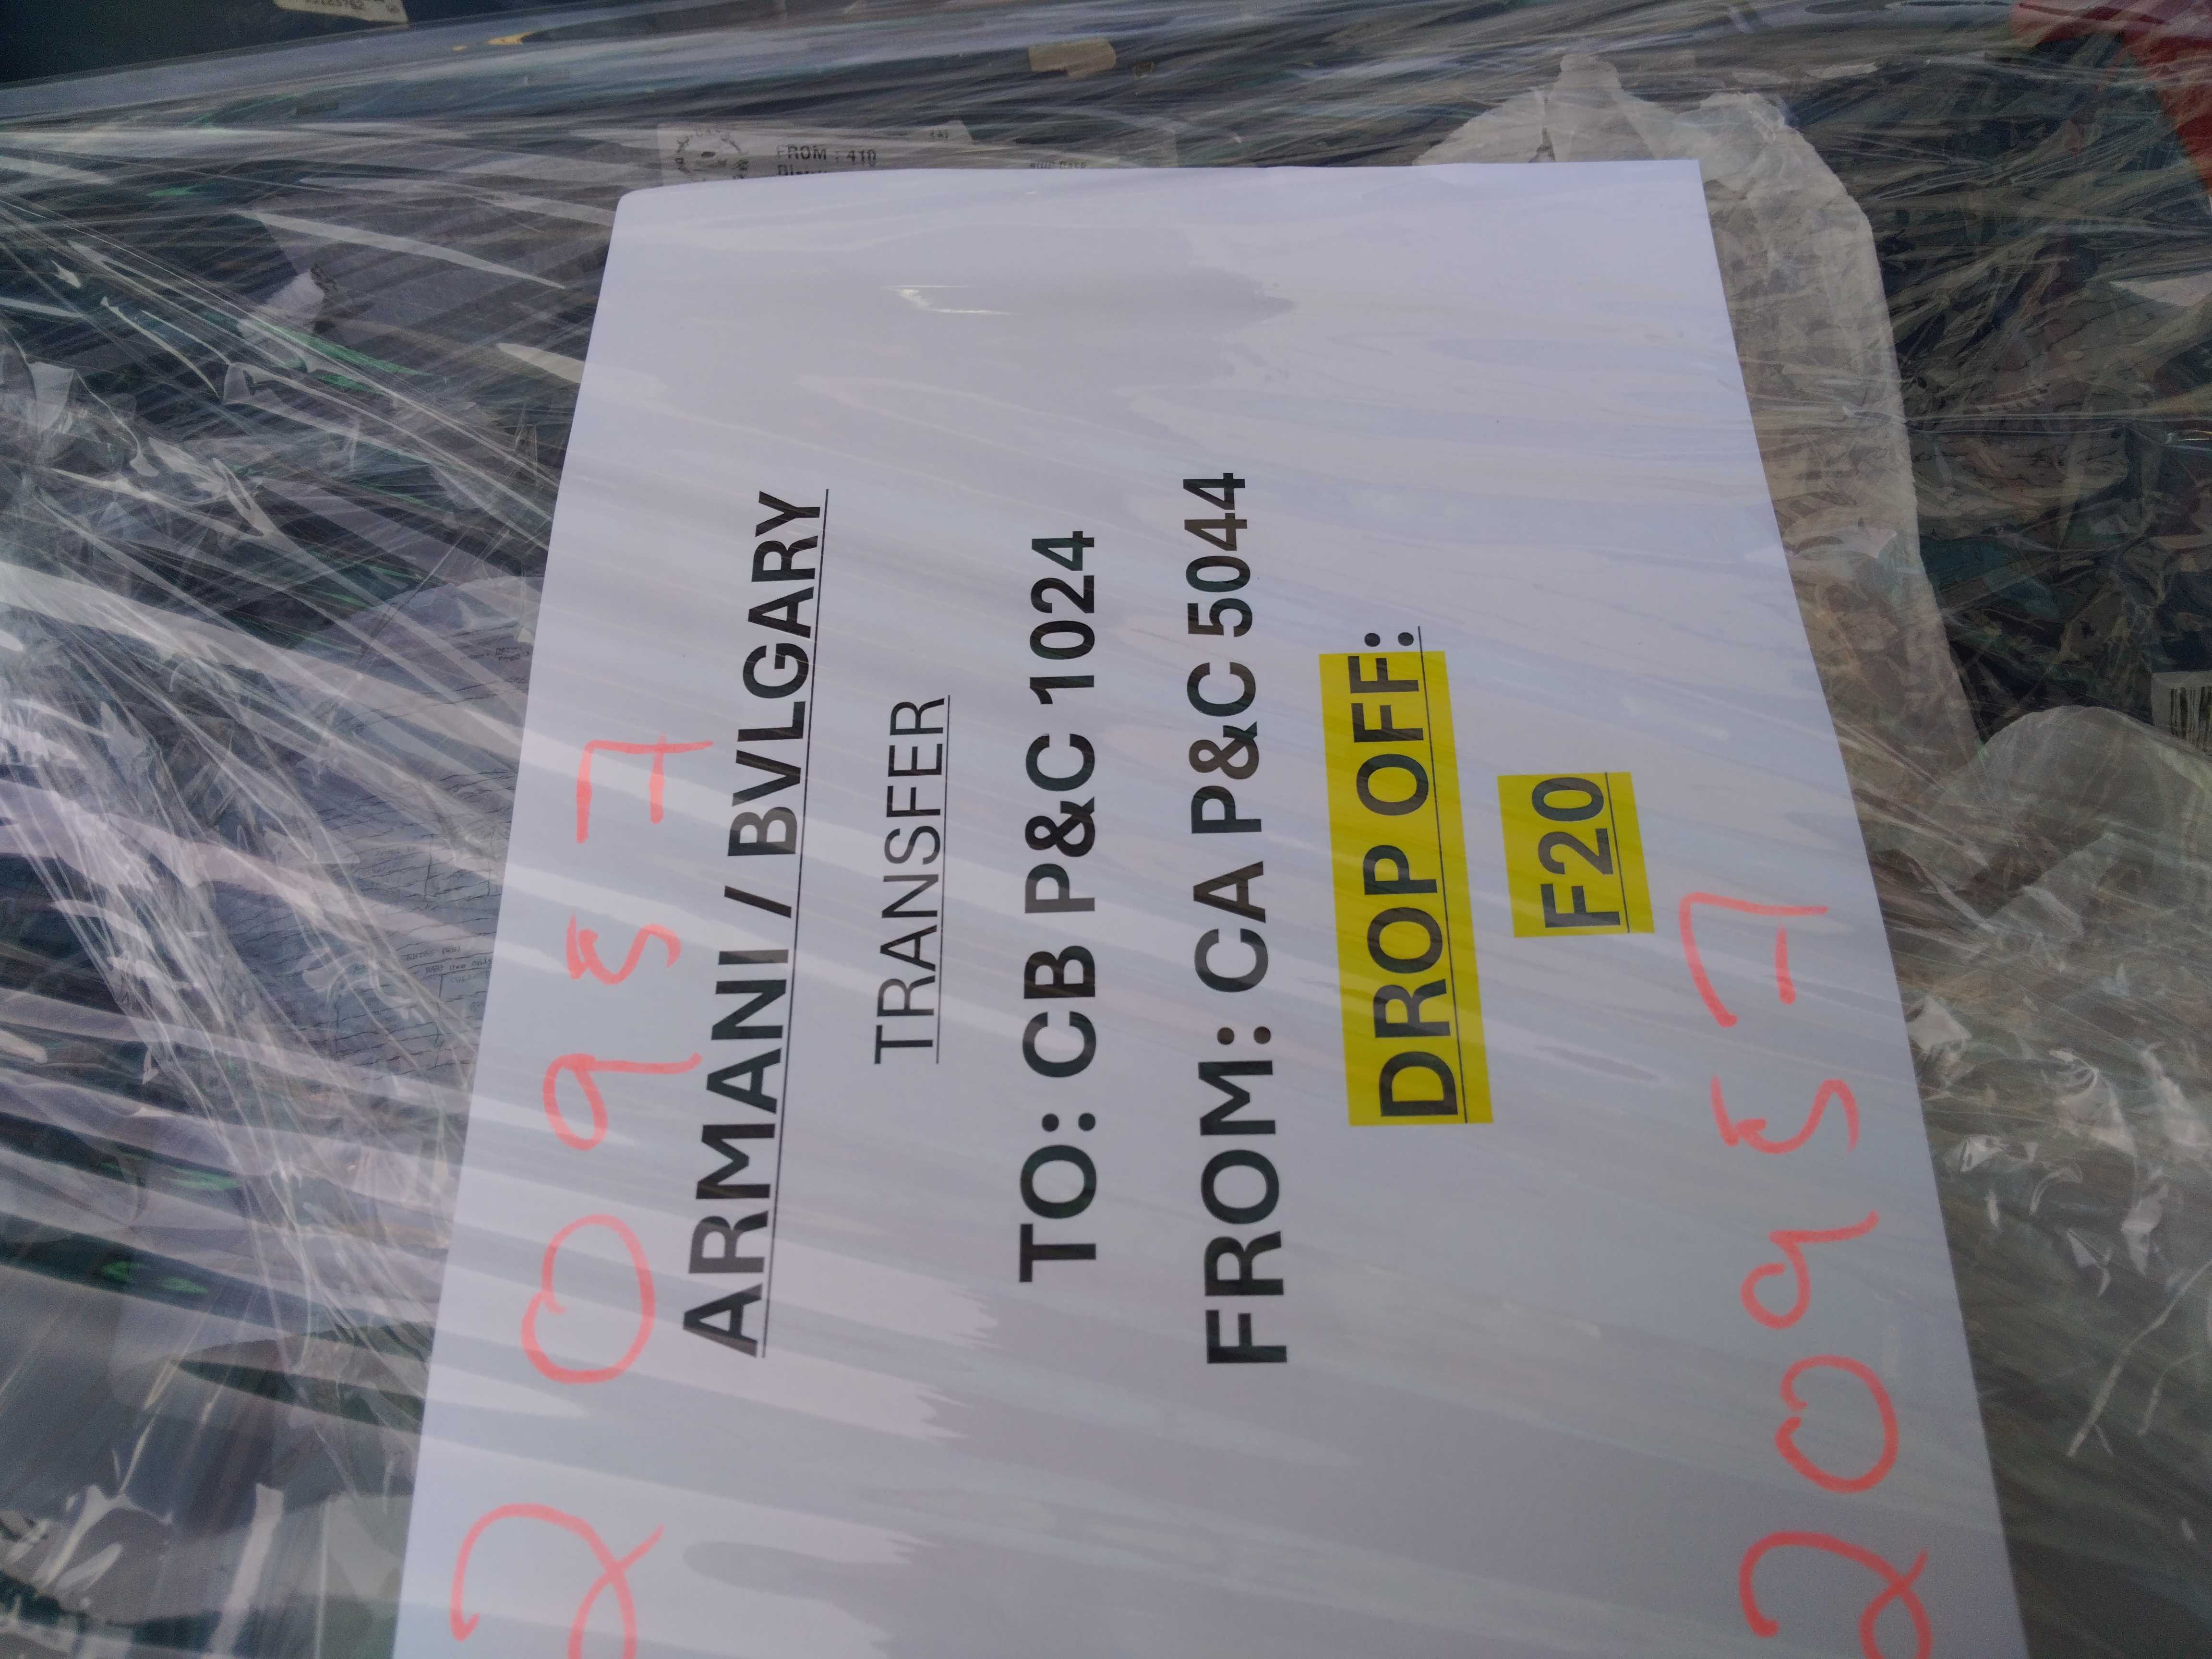 20957
ARMANI / BVLGARY
TRANSFER
TO: CB P&C 1024
FROM: CA P&C 5044
DROP OFF:
F20
20957
FROM : 410